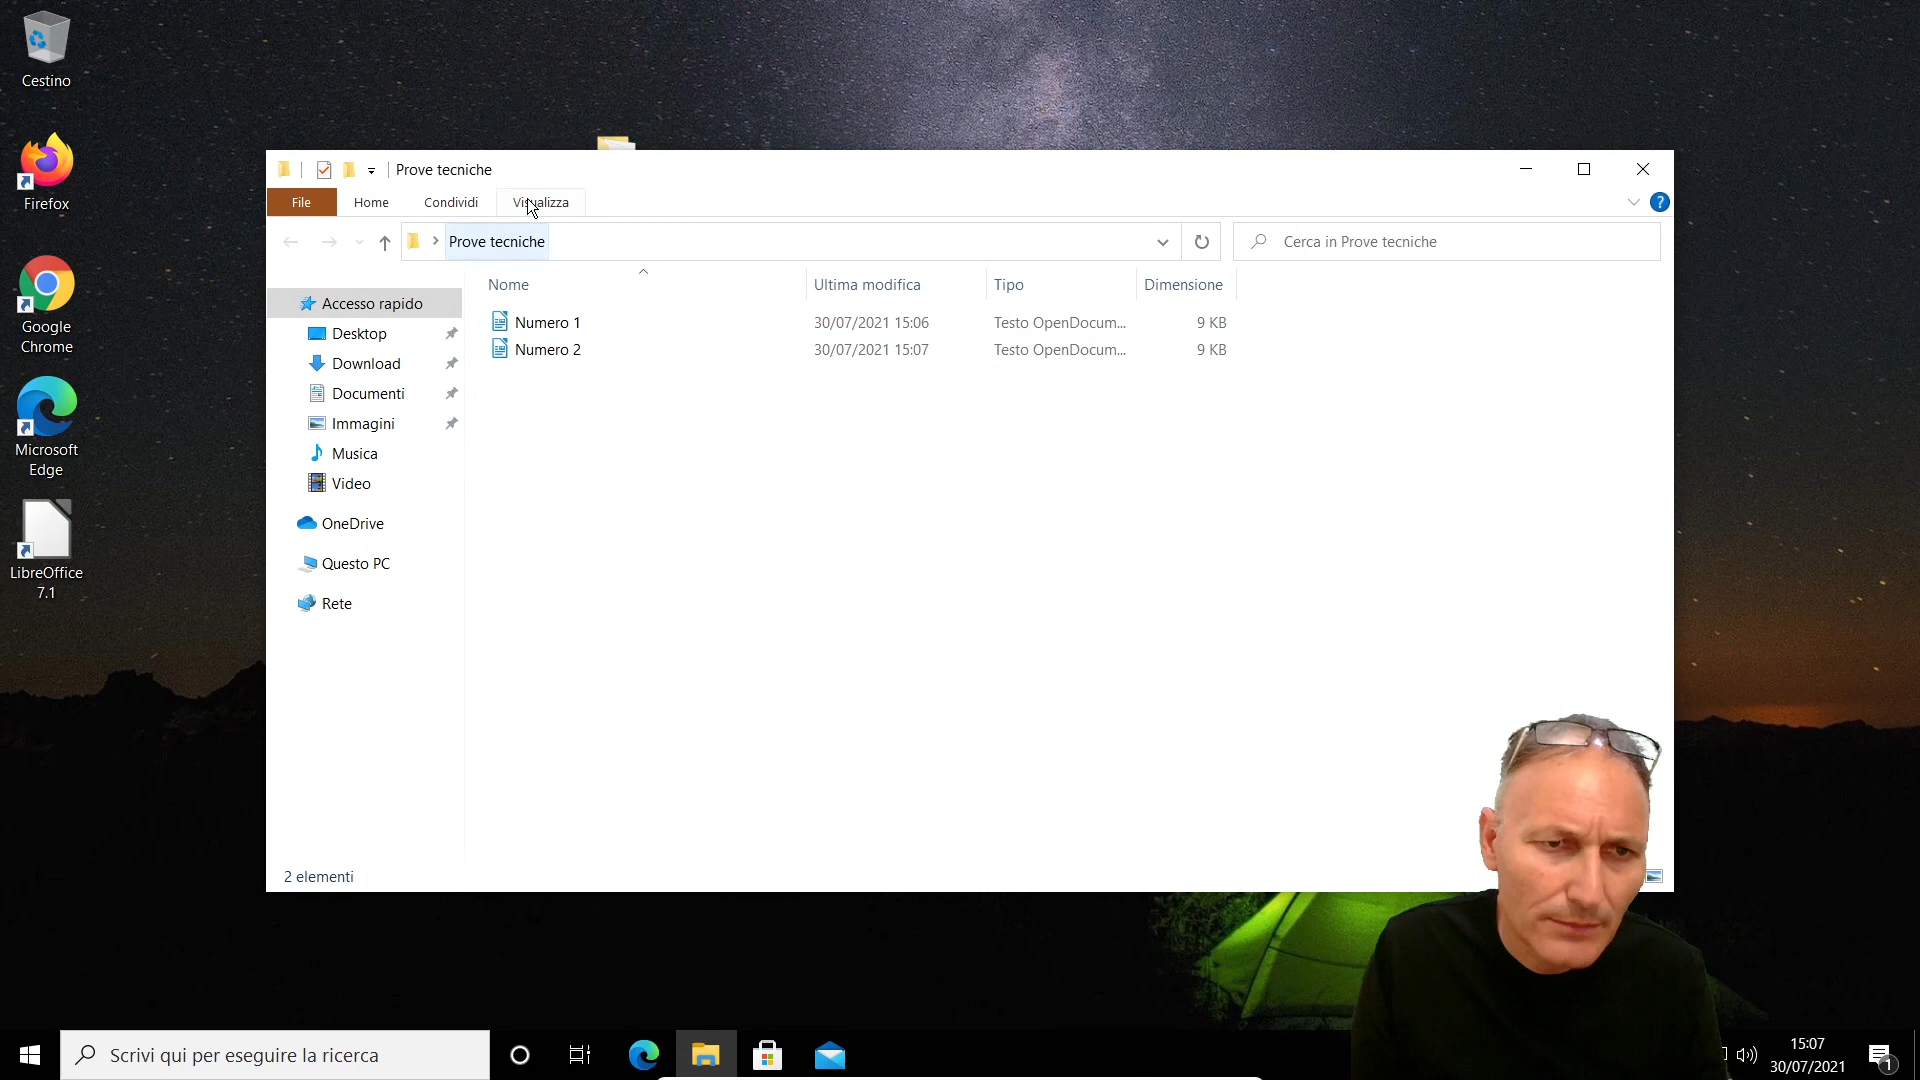 Cestino
Firefox
Google
Chrome
Microsoft
Edge
LibreOffice
7.1
Prove tecniche
File Home Condividi Visualizza
Prove tecniche
Cerca in Prove tecniche
Nome Ultima modifica Tipo Dimensione
Numero 1 30/07/2021 15:06 Testo OpenDocum... 9 KB
Numero 2 30/07/2021 15:07 Testo OpenDocum... 9 KB
Accesso rapido
Desktop
Download
Documenti
Immagini
Musica
Video
OneDrive
Questo PC
Rete
2 elementi
Scrivi qui per eseguire la ricerca
15:07
30/07/2021
1